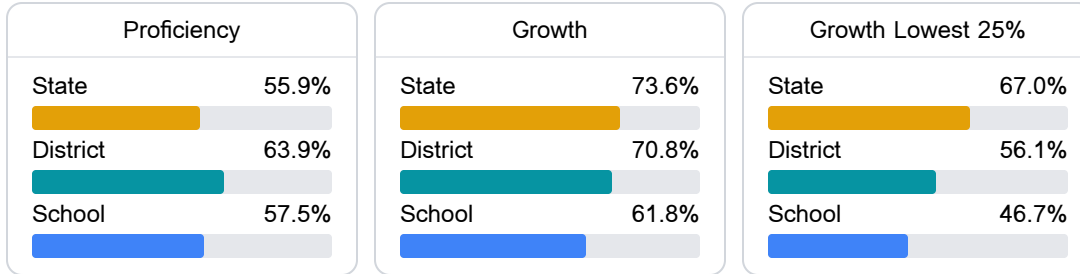 Proficiency
State 55.9%
District 63.9%
School 57.5%
Growth
State 73.6%
District 70.8%
School 61.8%
Growth Lowest 25%
State 67.0%
District 56.1%
School 46.7%